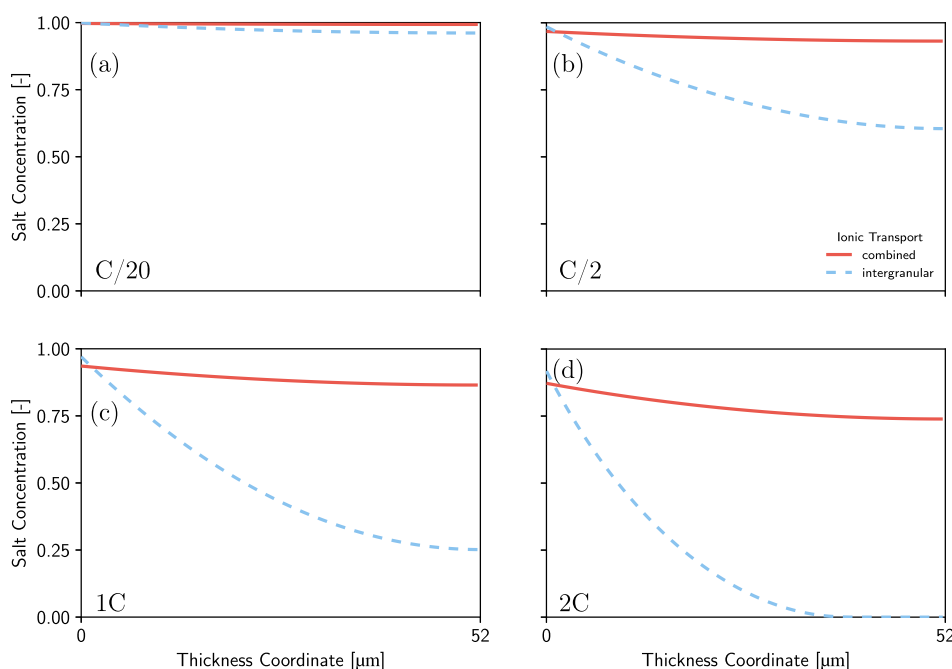 1.00
0.75
0.50
0.25
0.00
Salt Concentration [-]
(a)
C/20
(b)
C/2
Ionic Transport
combined
intergranular
1.00
0.75
0.50
0.25
0.00
Salt Concentration [-]
(c)
1C
0
52
Thickness Coordinate [μm]
(d)
2C
0
52
Thickness Coordinate [μm]